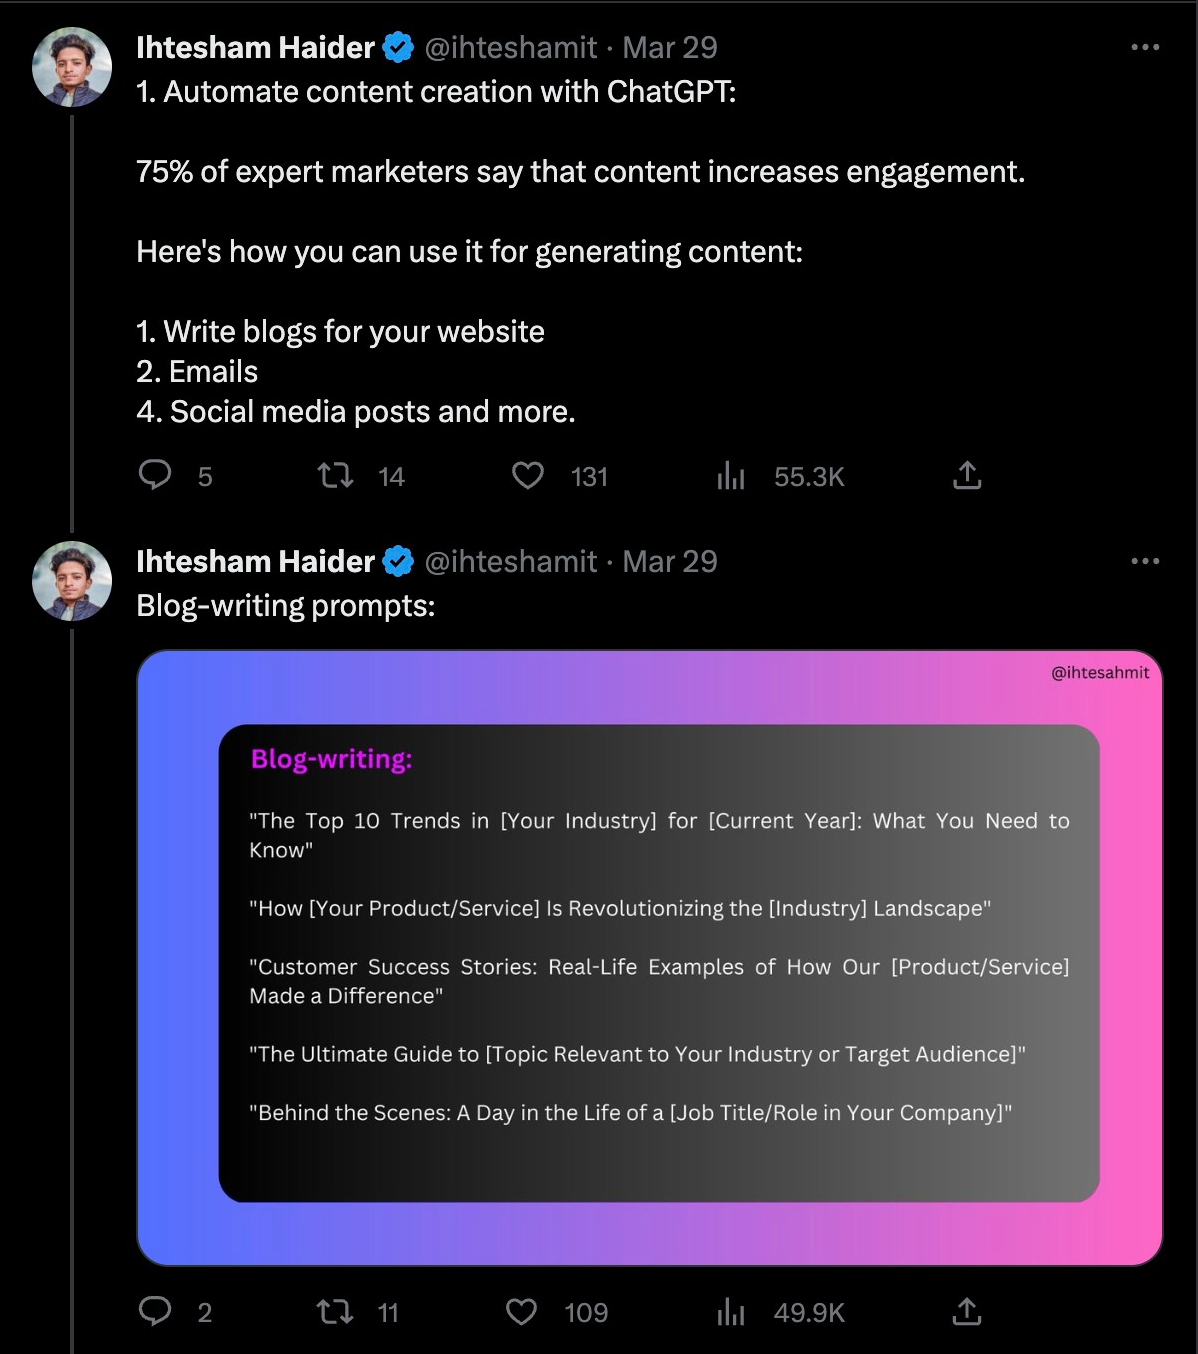 Ihtesham Haider @ihteshamit · Mar 29
1. Automate content creation with ChatGPT:
75% of expert marketers say that content increases engagement.
Here's how you can use it for generating content:
1. Write blogs for your website
2. Emails
4. Social media posts and more.
5 14 131 55.3K
Ihtesham Haider @ihteshamit · Mar 29
Blog-writing prompts:
@ihtesahmit
Blog-writing:
"The Top 10 Trends in [Your Industry] for [Current Year]: What You Need to
Know"
"How [Your Product/Service] Is Revolutionizing the [Industry] Landscape"
"Customer Success Stories: Real-Life Examples of How Our [Product/Service]
Made a Difference"
"The Ultimate Guide to [Topic Relevant to Your Industry or Target Audience]"
"Behind the Scenes: A Day in the Life of a [Job Title/Role in Your Company]"
2 11 109 49.9K